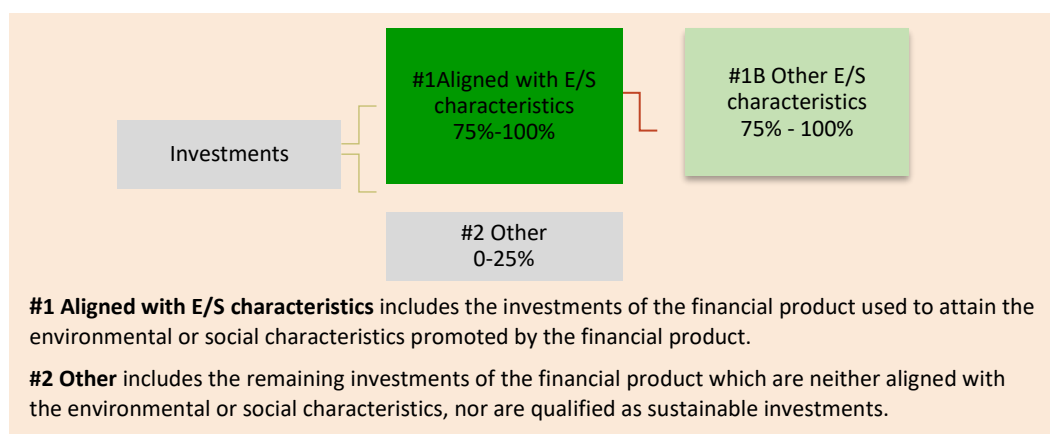 #1Aligned with E/S
characteristics
75%-100%
#1B Other E/S
characteristics
75% - 100%
Investments
#2 Other
0-25%
#1 Aligned with E/S characteristics includes the investments of the financial product used to attain the
environmental or social characteristics promoted by the financial product.
#2 Other includes the remaining investments of the financial product which are neither aligned with
the environmental or social characteristics, nor are qualified as sustainable investments.